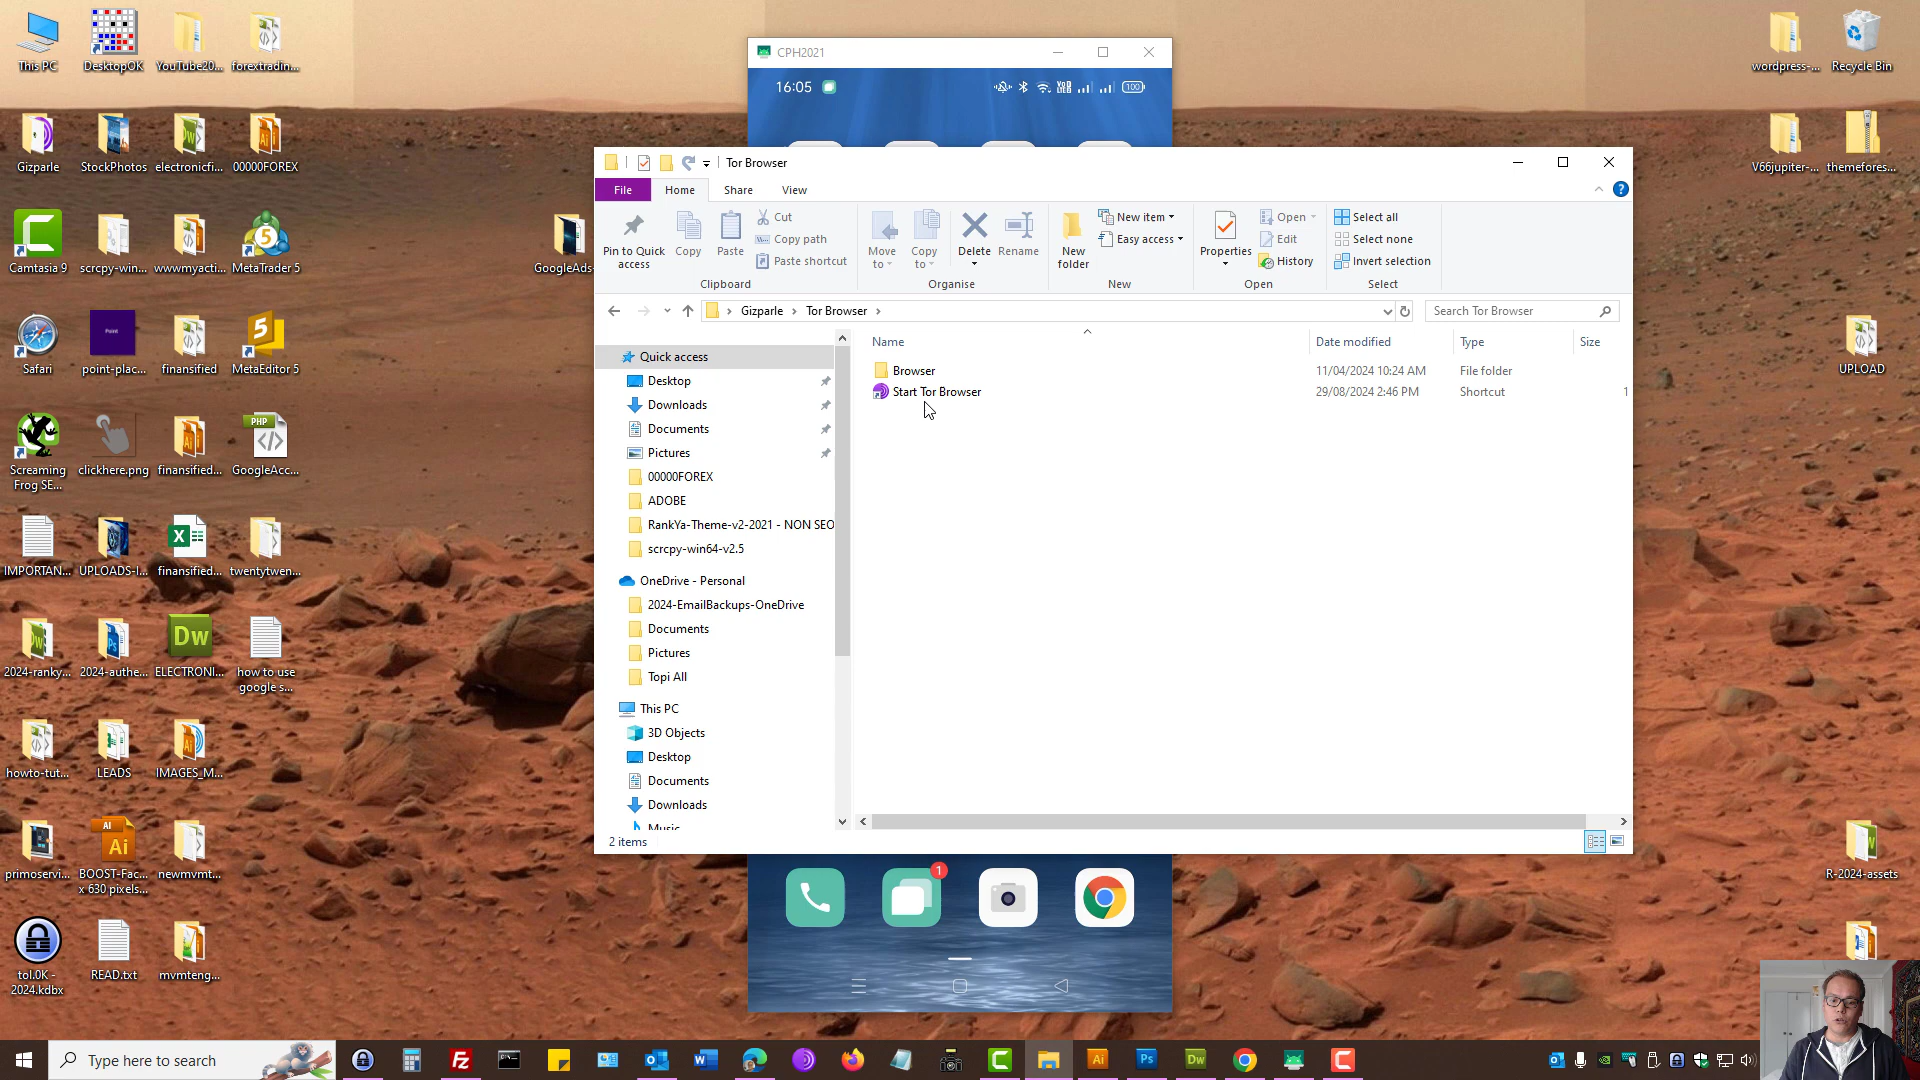 This PC
DesktopOK
YouTube20...
forextradin...
Gizparle
StockPhotos
electronicfi...
00000FOREX
Camtasia 9
scrcpy-win...
wwwmyacti...
MetaTrader 5
Safari
Point
point-plac...
finansified
MetaEditor 5
Screaming
Frog SE...
clickhere.png
finansified...
PHP
GoogleAcc...
IMPORTAN...
UPLOADS-I...
finansified...
twentytwen...
2024-ranky...
2024-authe...
Dw
ELECTRONI...
how to use
google s...
howto-tut...
LEADS
IMAGES_M...
primoservi...
BOOST-Fac...
x 630 pixels...
newmvmt...
tol.0K -
2024.kdbx
READ.txt
mvmteng...
GoogleAds-
CPH2021
16:05
100
Tor Browser
File
Home
Share
View
Pin to Quick
access
Copy
Paste
Cut
Copy path
Paste shortcut
Clipboard
Move
to
Copy
to
Delete
Rename
Organise
New
folder
New item
Easy access
New
Properties
Open
Edit
History
Open
Select all
Select none
Invert selection
Select
Gizparle
Tor Browser
Search Tor Browser
Quick access
Desktop
Downloads
Documents
Pictures
00000FOREX
ADOBE
RankYa-Theme-v2-2021 - NON SEO
scrcpy-win64-v2.5
OneDrive - Personal
2024-EmailBackups-OneDrive
Documents
Pictures
Topi All
This PC
3D Objects
Desktop
Documents
Downloads
Music
Name
Date modified
Type
Size
Browser
11/04/2024 10:24 AM
File folder
Start Tor Browser
29/08/2024 2:46 PM
Shortcut
1
2 items
1
wordpress-...
Recycle Bin
V66jupiter-...
themefores...
UPLOAD
R-2024-assets
Type here to search